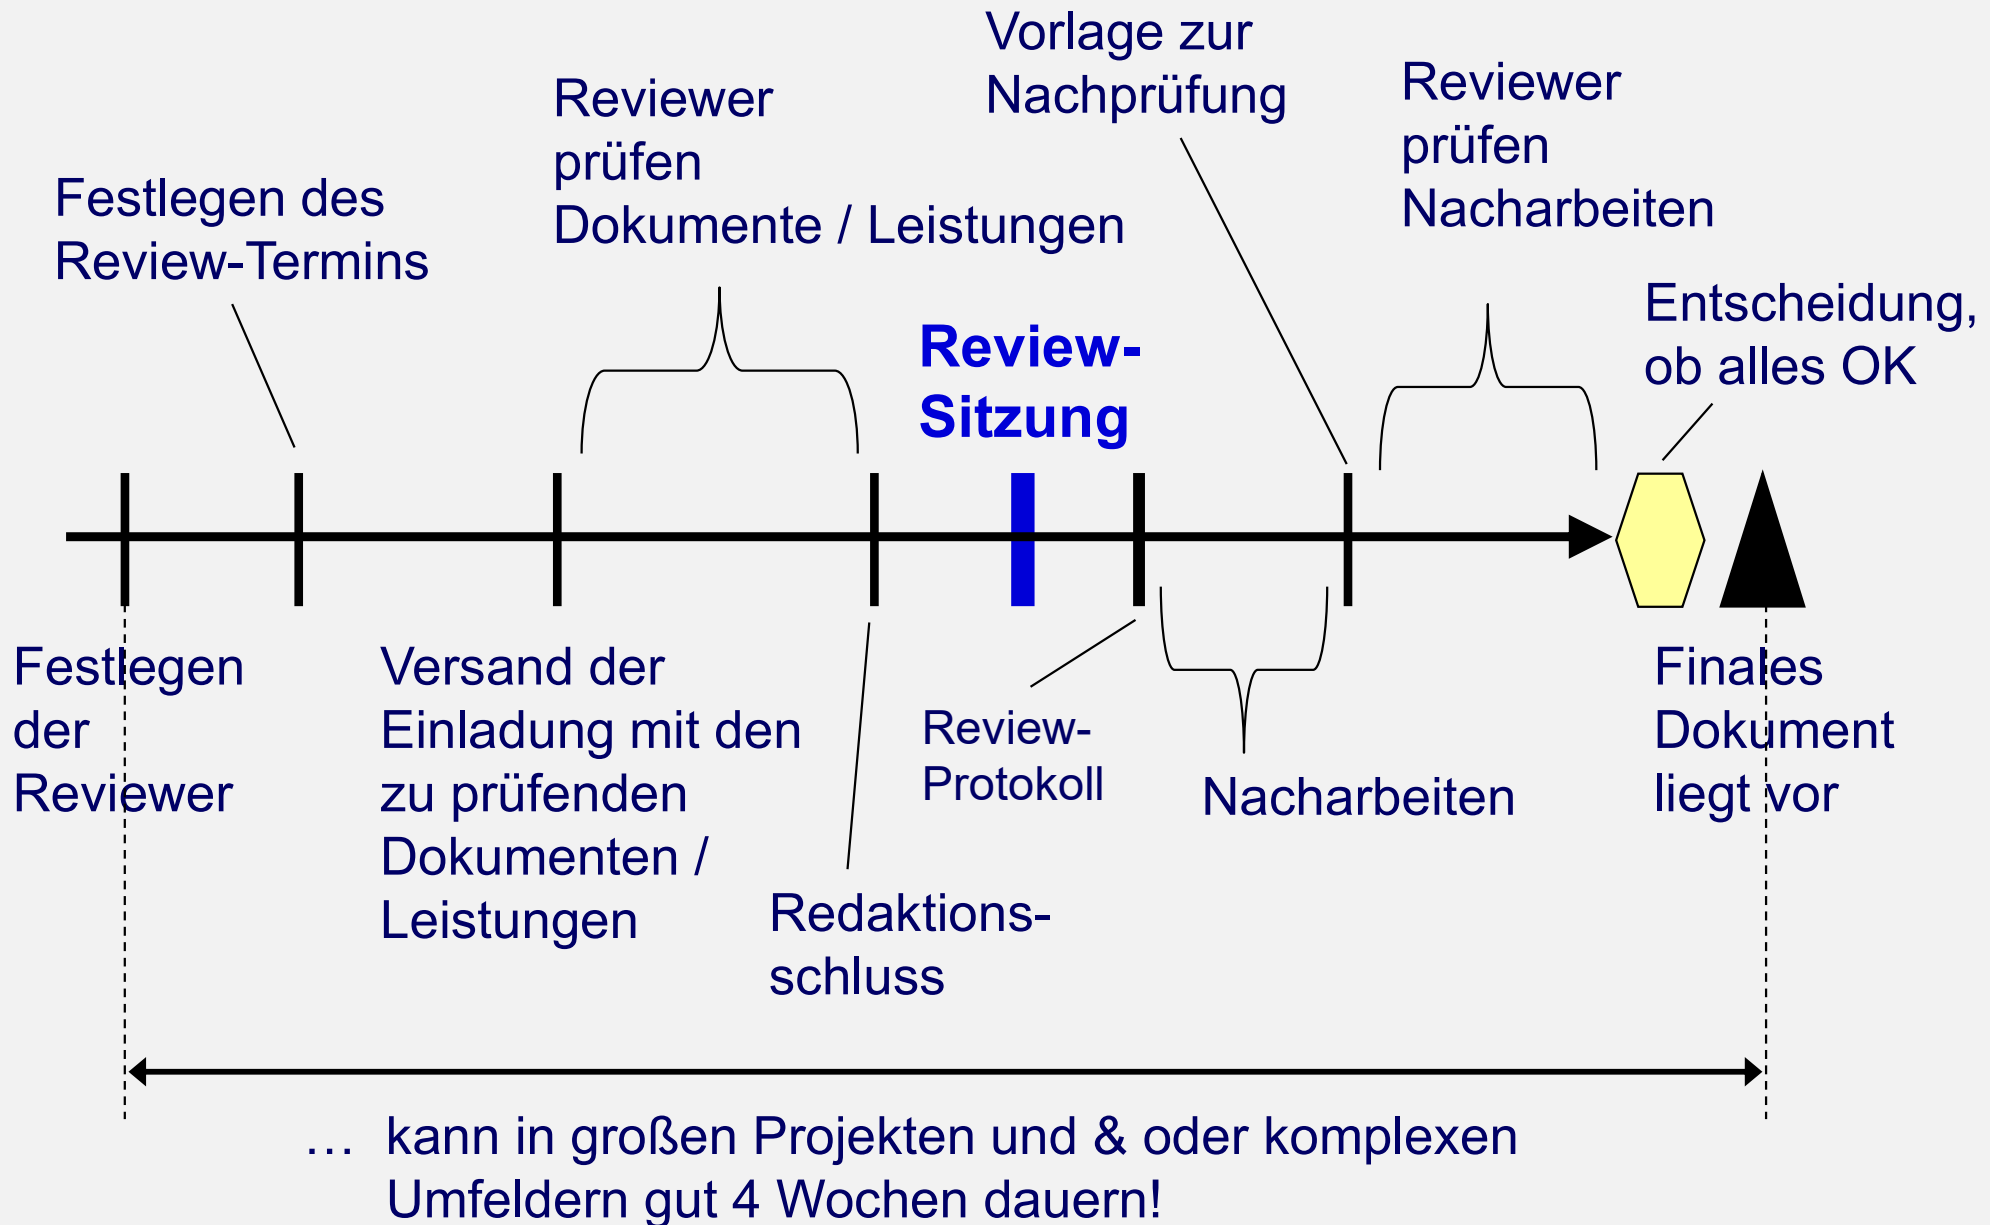 Vorlage zur
Nachprüfung
Reviewer
prüfen
Dokumente / Leistungen
Reviewer
prüfen
Nacharbeiten
Festlegen des
Review-Termins
Entscheidung,
ob alles OK
Review-
Sitzung
Festlegen
der
Reviewer
Versand der
Einladung mit den
zu prüfenden
Dokumenten /
Leistungen
Redaktions-
schluss
Review-
Protokoll
Nacharbeiten
Finales
Dokument
liegt vor
… kann in großen Projekten und & oder komplexen
Umfeldern gut 4 Wochen dauern!